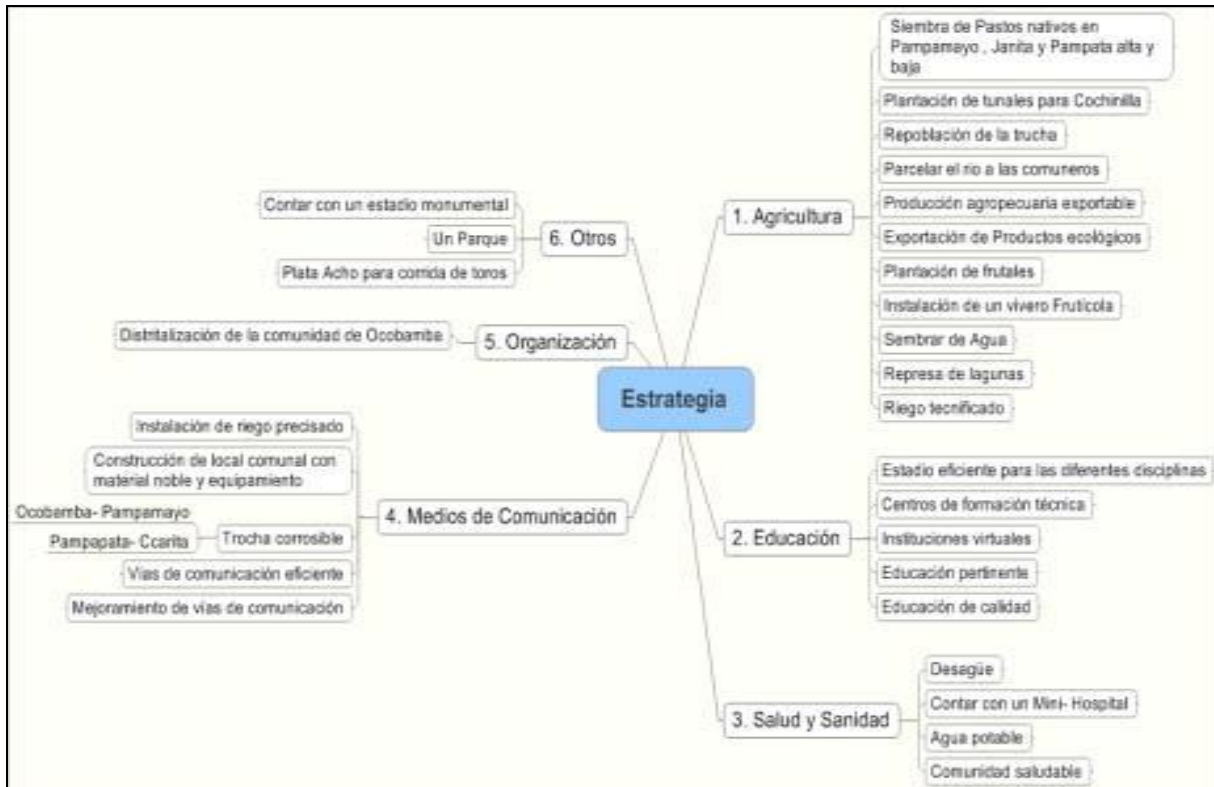 Estrategia
1. Agricultura
Siembra de Pastos nativos en
Pampamayo , Janita y Pampata alta y
baja
Plantación de tunales para Cochinilla
Repoblación de la trucha
Parcelar el rio a las comuneros
Producción agropecuaria exportable
Exportación de Productos ecológicos
Plantación de frutales
Instalación de un vivero Frutícola
Sembrar de Agua
Represa de lagunas
Riego tecnificado
2. Educación
Estadio eficiente para las diferentes disciplinas
Centros de formación técnica
Instituciones virtuales
Educación pertinente
Educación de calidad
3. Salud y Sanidad
Desagüe
Contar con un Mini- Hospital
Agua potable
Comunidad saludable
4. Medios de Comunicación
Instalación de riego precisado
Construcción de local comunal con
material noble y equipamiento
Trocha corrosible
Ocobamba- Pampamayo
Pampapata- Ccarita
Vías de comunicación eficiente
Mejoramiento de vías de comunicación
5. Organización
Distritalización de la comunidad de Ocobamba
6. Otros
Contar con un estadio monumental
Un Parque
Plata Acho para corrida de toros